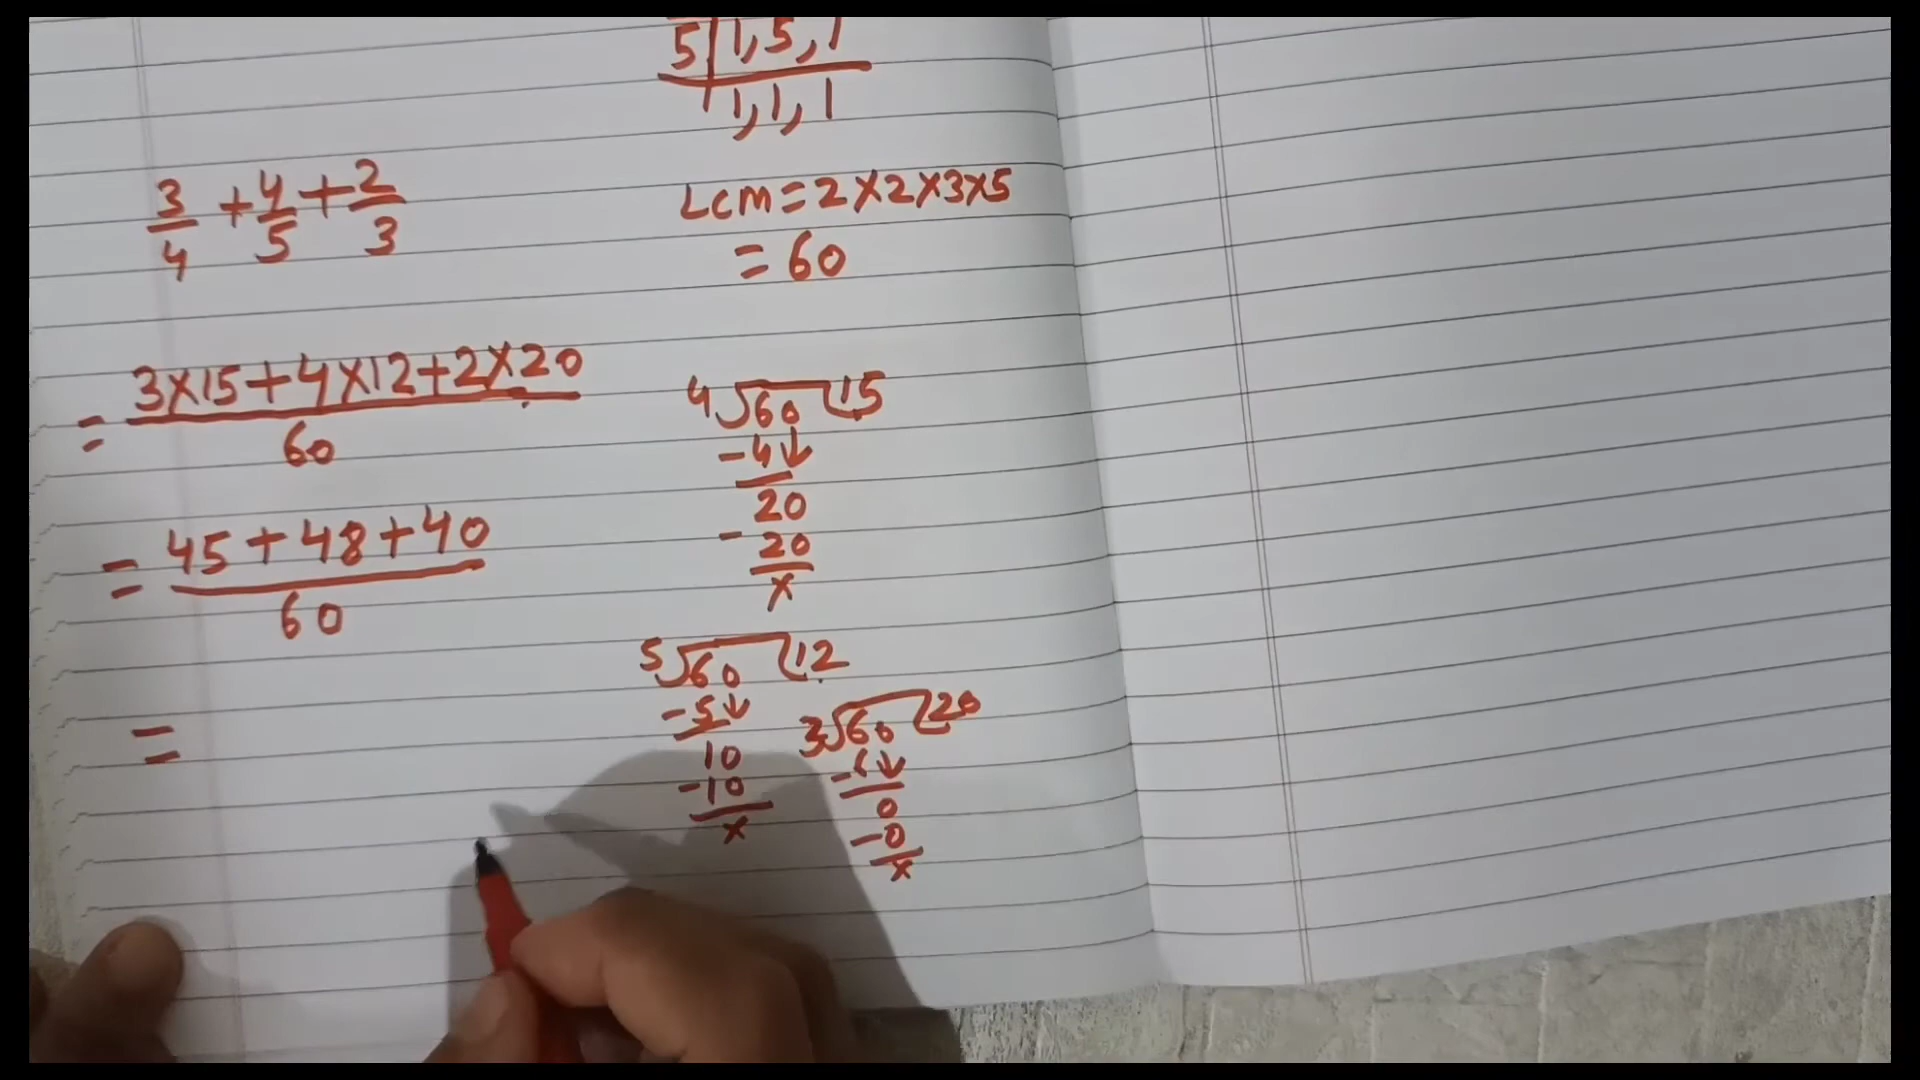 5 | 1, 5, 1
1, 1, 1
3/4 + 4/5 + 2/3
LCM = 2 × 2 × 3 × 5
= 60
= 3×15 + 4×12 + 2×20
60
= 45 + 48 + 40
60
=
4 √60 15
- 4 ↓
20
- 20
x
5 √60 12
- 5 ↓
10
- 10
x
3 √60 20
- 6 ↓
0
- 0
x